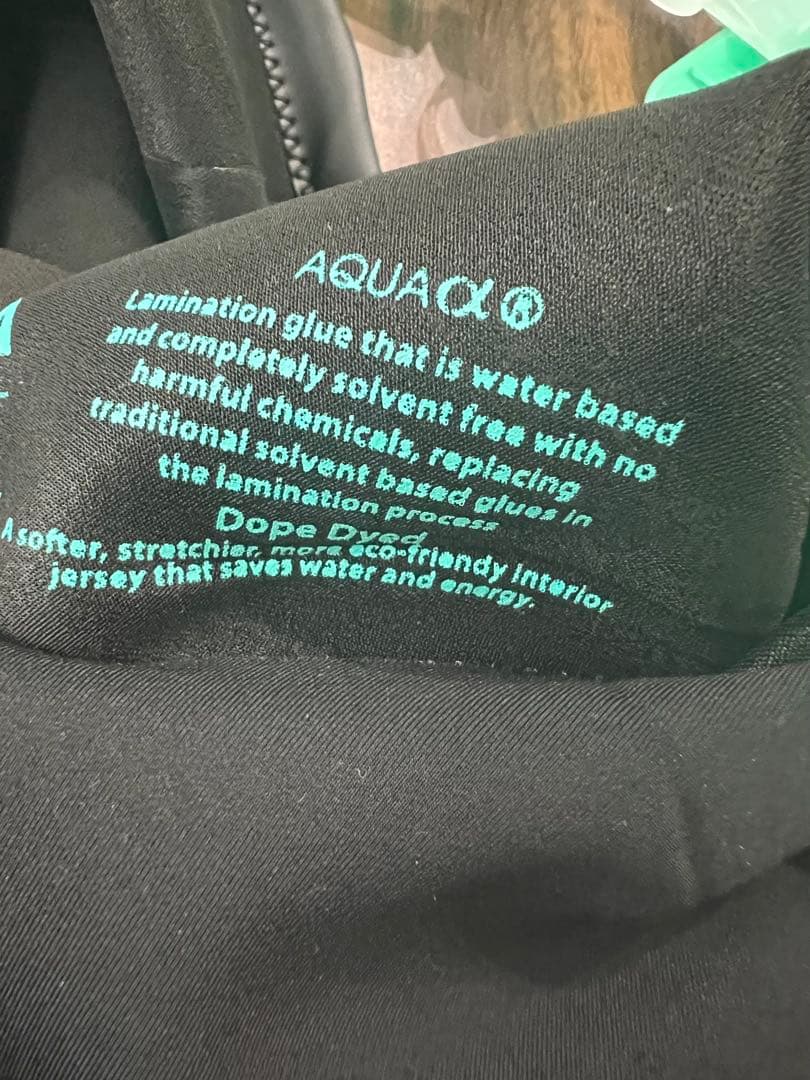 AQUA α ®
Lamination glue that is water based
and completely solvent free with no
harmful chemicals, replacing
traditional solvent based glues in
the lamination process
Dope Dyed
A softer, stretchier, more eco-friendly interior
jersey that saves water and energy.